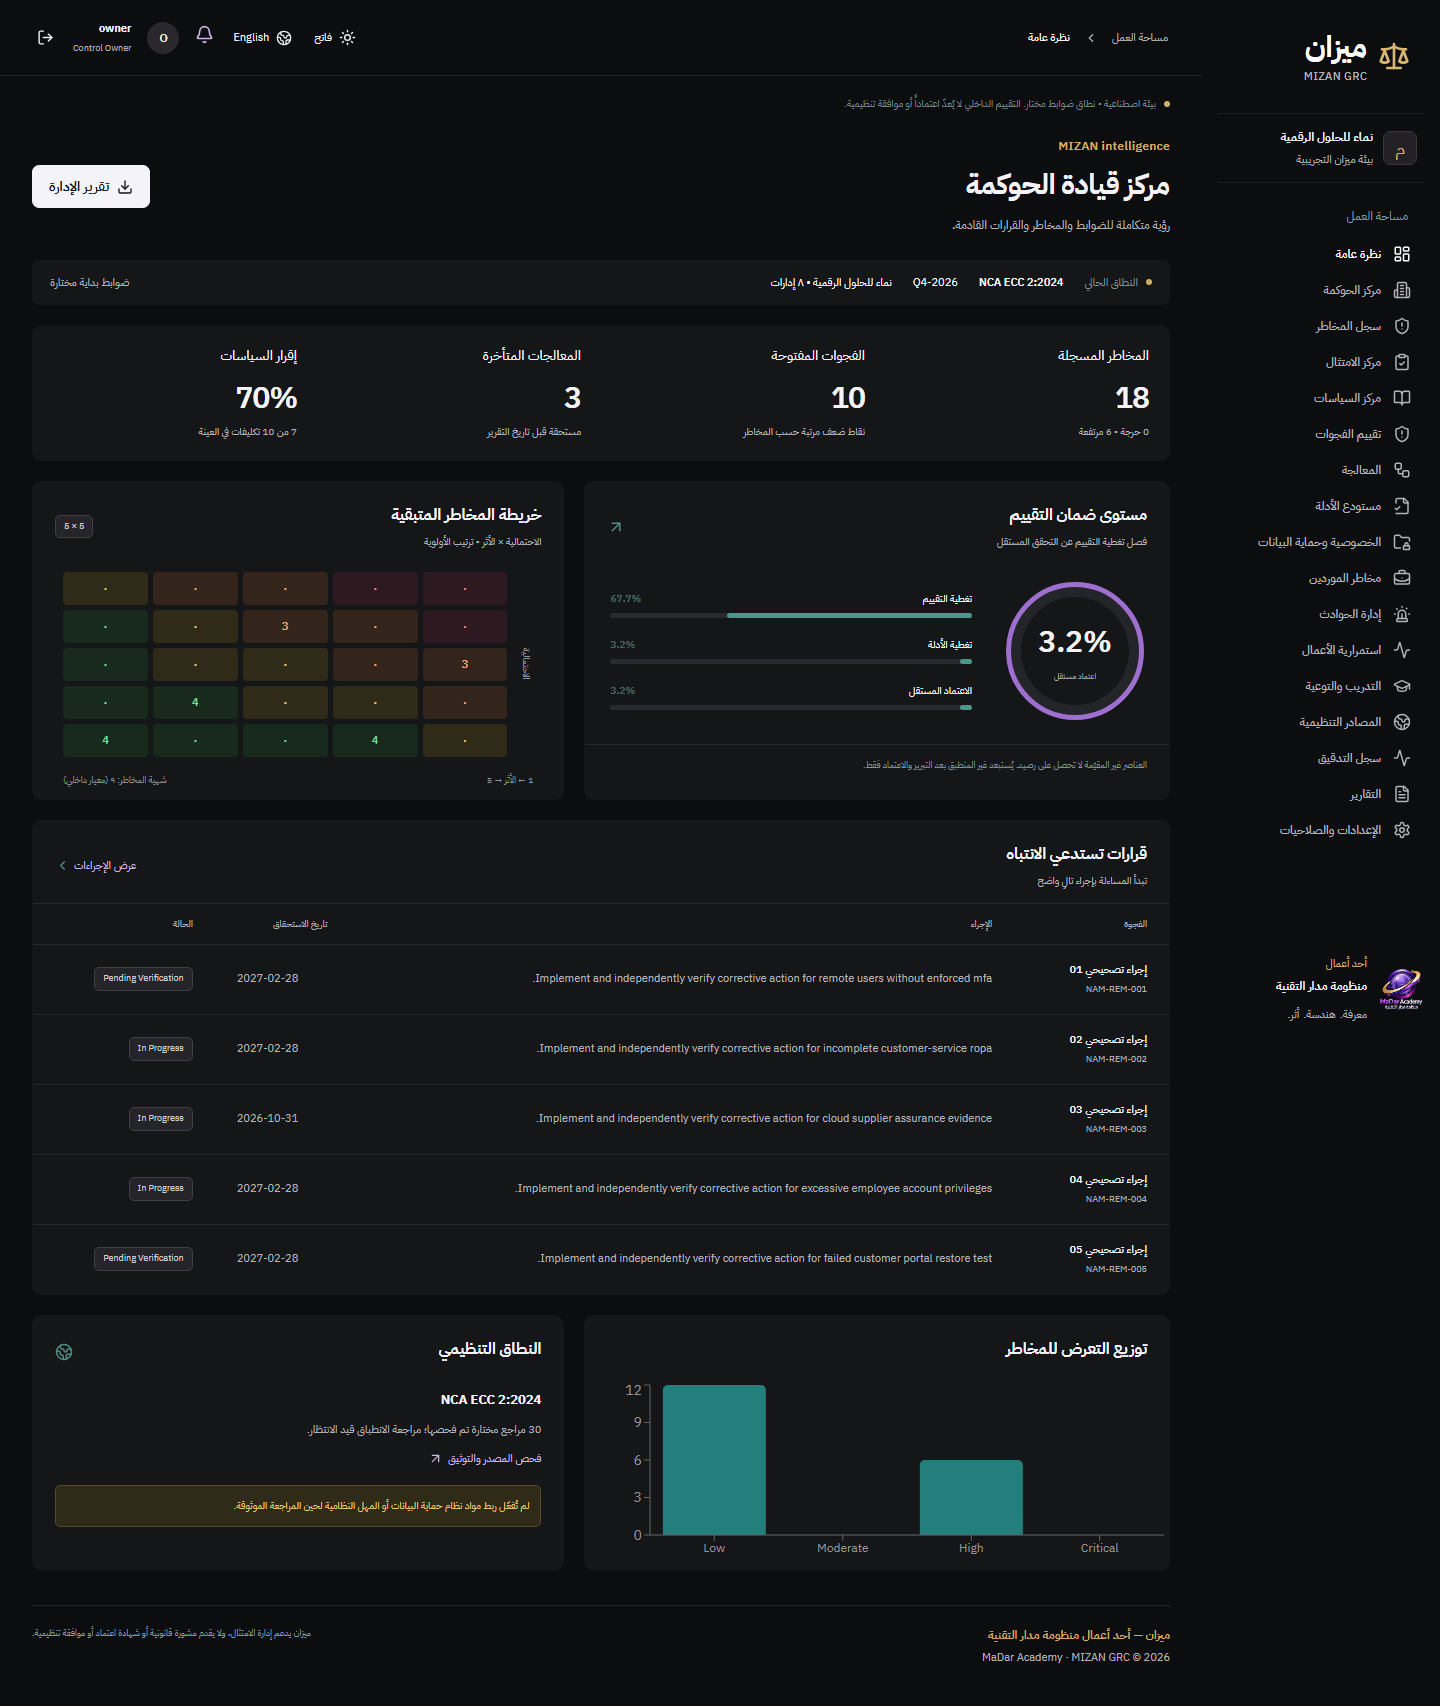 ميزان
MIZAN GRC
م
نماء للحلول الرقمية
بيئة ميزان التجريبية
مساحة العمل
نظرة عامة
مركز الحوكمة
سجل المخاطر
مركز الامتثال
مركز السياسات
تقييم الفجوات
المعالجة
مستودع الأدلة
الخصوصية وحماية البيانات
مخاطر الموردين
إدارة الحوادث
استمرارية الأعمال
التدريب والتوعية
المصادر التنظيمية
سجل التدقيق
التقارير
الإعدادات والصلاحيات
أحد أعمال
منظومة مدار التقنية
معرفة. هندسة. أثر.
MaDar Academy
مساحة العمل
نظرة عامة
فاتح
English
O
owner
Control Owner
بيئة اصطناعية • نطاق ضوابط مختار. التقييم الداخلي لا يُعدّ اعتماداً أو موافقة تنظيمية.
MIZAN intelligence
مركز قيادة الحوكمة
رؤية متكاملة للضوابط والمخاطر والقرارات القادمة.
تقرير الإدارة
النطاق الحالي
NCA ECC 2:2024
Q4-2026
نماء للحلول الرقمية • ٨ إدارات
ضوابط بداية مختارة
المخاطر المسجلة
18
0 حرجة • 6 مرتفعة
الفجوات المفتوحة
10
نقاط ضعف مرتبة حسب المخاطر
المعالجات المتأخرة
3
مستحقة قبل تاريخ التقرير
إقرار السياسات
70%
7 من 10 تكليفات في العينة
مستوى ضمان التقييم
فصل تغطية التقييم عن التحقق المستقل
3.2%
اعتماد مستقل
تغطية التقييم
67.7%
تغطية الأدلة
3.2%
الاعتماد المستقل
3.2%
العناصر غير المقيّمة لا تحصل على رصيد. يُستبعد غير المنطبق بعد التبرير والاعتماد فقط.
خريطة المخاطر المتبقية
الاحتمالية × الأثر • ترتيب الأولوية
5 × 5
· · · · ·
· · 3 · ·
· · · · 3
· 4 · · ·
4 · · 4 ·
الاحتمالية
1 ← الأثر → 5
شهية المخاطر: ٩ (معيار داخلي)
قرارات تستدعي الانتباه
تبدأ المساءلة بإجراء تالٍ واضح
عرض الإجراءات
الفجوة
الإجراء
تاريخ الاستحقاق
الحالة
إجراء تصحيحي 01
NAM-REM-001
Implement and independently verify corrective action for remote users without enforced mfa.
2027-02-28
Pending Verification
إجراء تصحيحي 02
NAM-REM-002
Implement and independently verify corrective action for incomplete customer-service ropa.
2027-02-28
In Progress
إجراء تصحيحي 03
NAM-REM-003
Implement and independently verify corrective action for cloud supplier assurance evidence.
2026-10-31
In Progress
إجراء تصحيحي 04
NAM-REM-004
Implement and independently verify corrective action for excessive employee account privileges.
2027-02-28
In Progress
إجراء تصحيحي 05
NAM-REM-005
Implement and independently verify corrective action for failed customer portal restore test.
2027-02-28
Pending Verification
توزيع التعرض للمخاطر
12
9
6
3
0
Low
Moderate
High
Critical
النطاق التنظيمي
NCA ECC 2:2024
30 مراجع مختارة تم فحصها؛ مراجعة الانطباق قيد الانتظار.
فحص المصدر والتوثيق
لم تُفعّل ربط مواد نظام حماية البيانات أو المهل النظامية لحين المراجعة الموثوقة.
ميزان — أحد أعمال منظومة مدار التقنية
MaDar Academy · MIZAN GRC © 2026
ميزان يدعم إدارة الامتثال، ولا يقدم مشورة قانونية أو شهادة اعتماد أو موافقة تنظيمية.